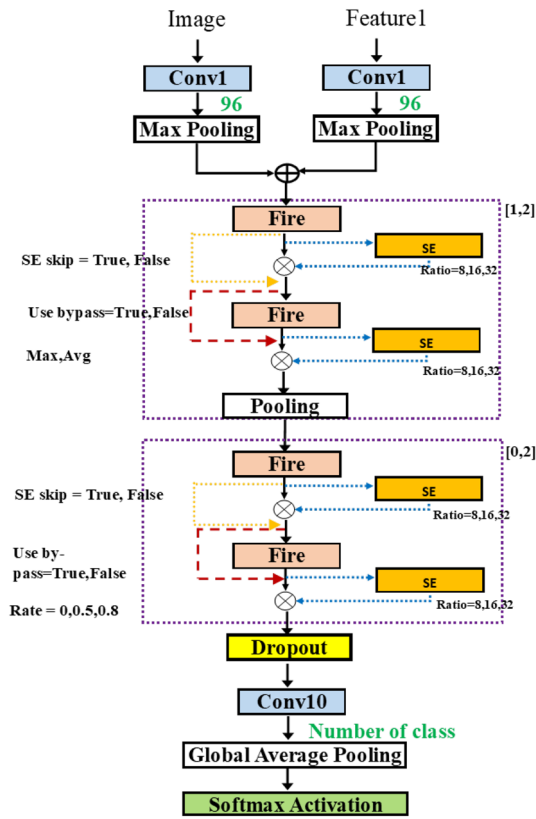 Image
Feature1
Conv1
Conv1
96
96
Max Pooling
Max Pooling
[1,2]
Fire
SE
SE skip = True, False
Ratio=8,16,32
Use bypass=True,False
Fire
SE
Max,Avg
Ratio=8,16,32
Pooling
[0,2]
Fire
SE
SE skip = True, False
Ratio=8,16,32
Use by-
pass=True,False
Fire
SE
Rate = 0,0.5,0.8
Ratio=8,16,32
Dropout
Conv10
Number of class
Global Average Pooling
Softmax Activation